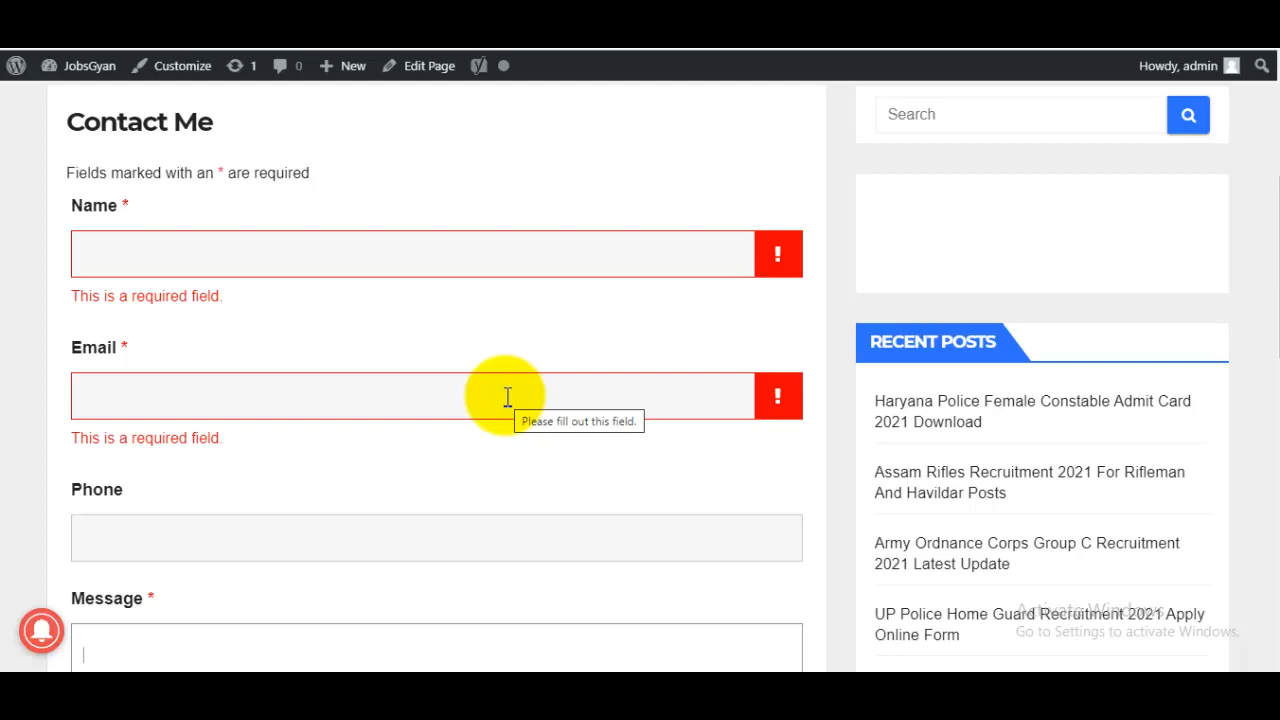 JobsGyan Customize 1 0 New Edit Page Howdy, admin
Contact Me
Fields marked with an * are required
Name *
This is a required field.
Email *
Please fill out this field.
This is a required field.
Phone
Message *
Search
RECENT POSTS
Haryana Police Female Constable Admit Card
2021 Download
Assam Rifles Recruitment 2021 For Rifleman
And Havildar Posts
Army Ordnance Corps Group C Recruitment
2021 Latest Update
UP Police Home Guard Recruitment 2021 Apply
Online Form
Activate Windows
Go to Settings to activate Windows.